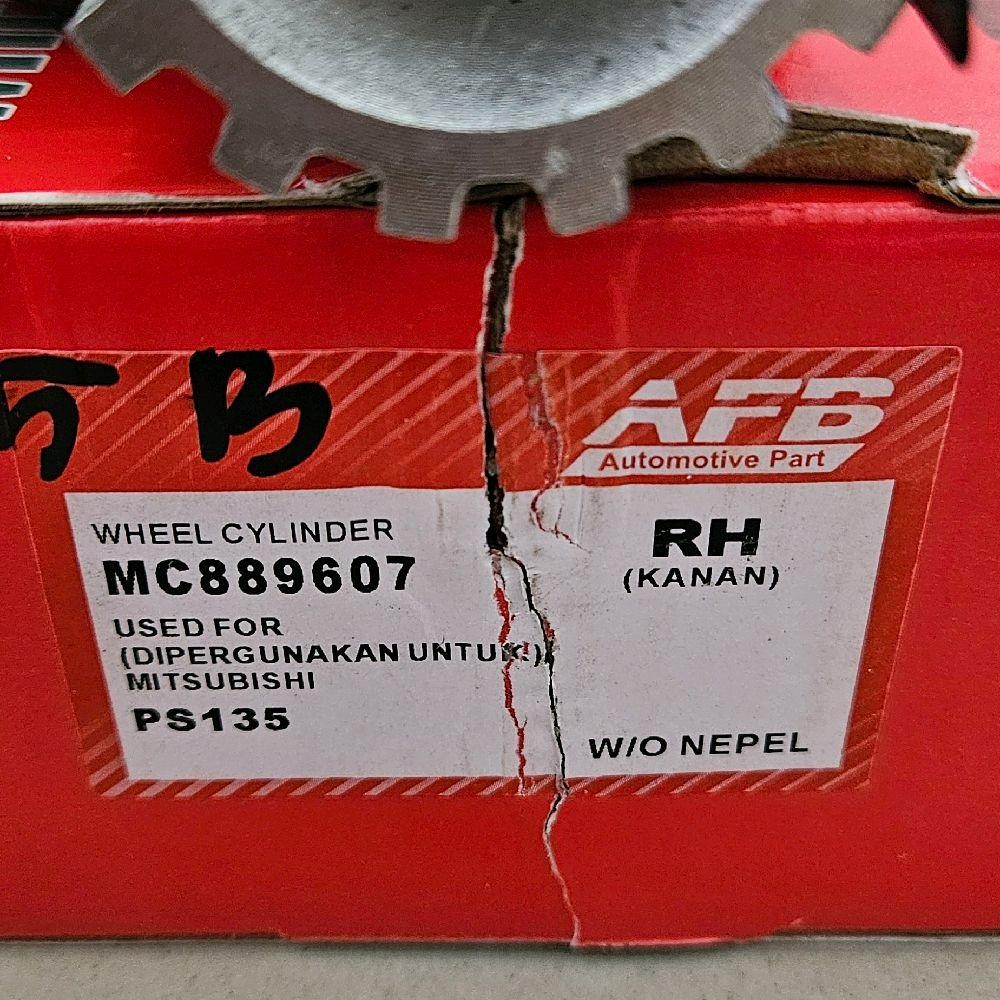 B
AFB
Automotive Part
WHEEL CYLINDER
MC889607
RH
(KANAN)
USED FOR
(DIPERGUNAKAN UNTUK:)
MITSUBISHI
PS135
W/O NEPEL